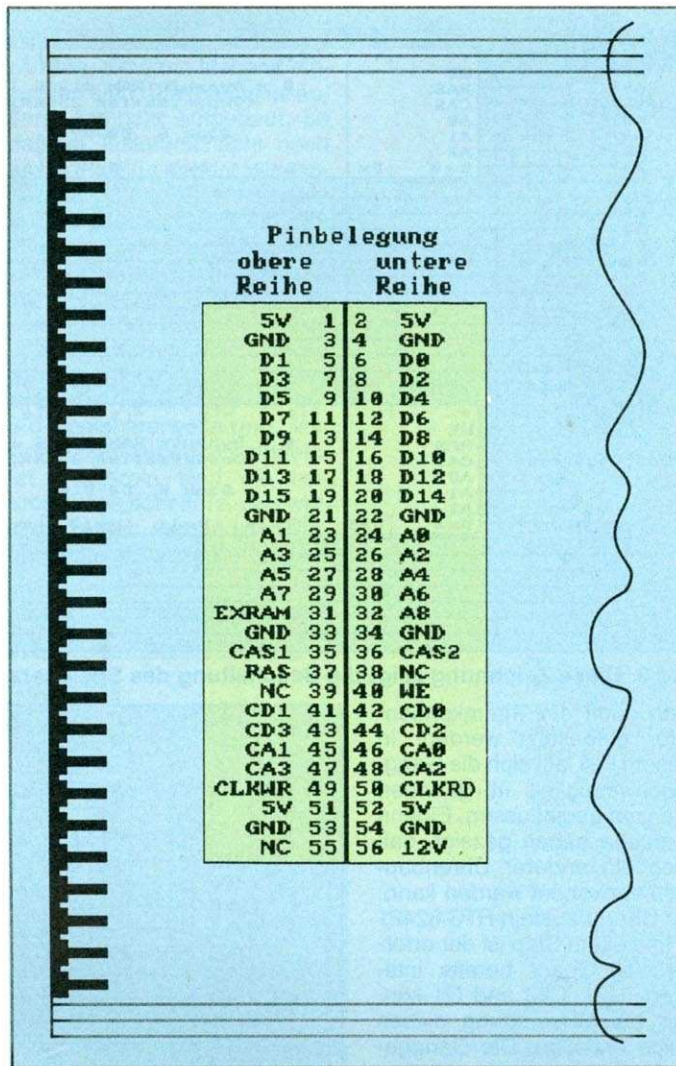 Pinbelegung
obere untere
Reihe Reihe
5V 1 2 5V
GND 3 4 GND
D1 5 6 D0
D3 7 8 D2
D5 9 10 D4
D7 11 12 D6
D9 13 14 D8
D11 15 16 D10
D13 17 18 D12
D15 19 20 D14
GND 21 22 GND
A1 23 24 A0
A3 25 26 A2
A5 27 28 A4
A7 29 30 A6
EXRAM 31 32 A8
GND 33 34 GND
CAS1 35 36 CAS2
RAS 37 38 NC
NC 39 40 WE
CD1 41 42 CD0
CD3 43 44 CD2
CA1 45 46 CA0
CA3 47 48 CA2
CLKWR 49 50 CLKRD
5V 51 52 5V
GND 53 54 GND
NC 55 56 12V